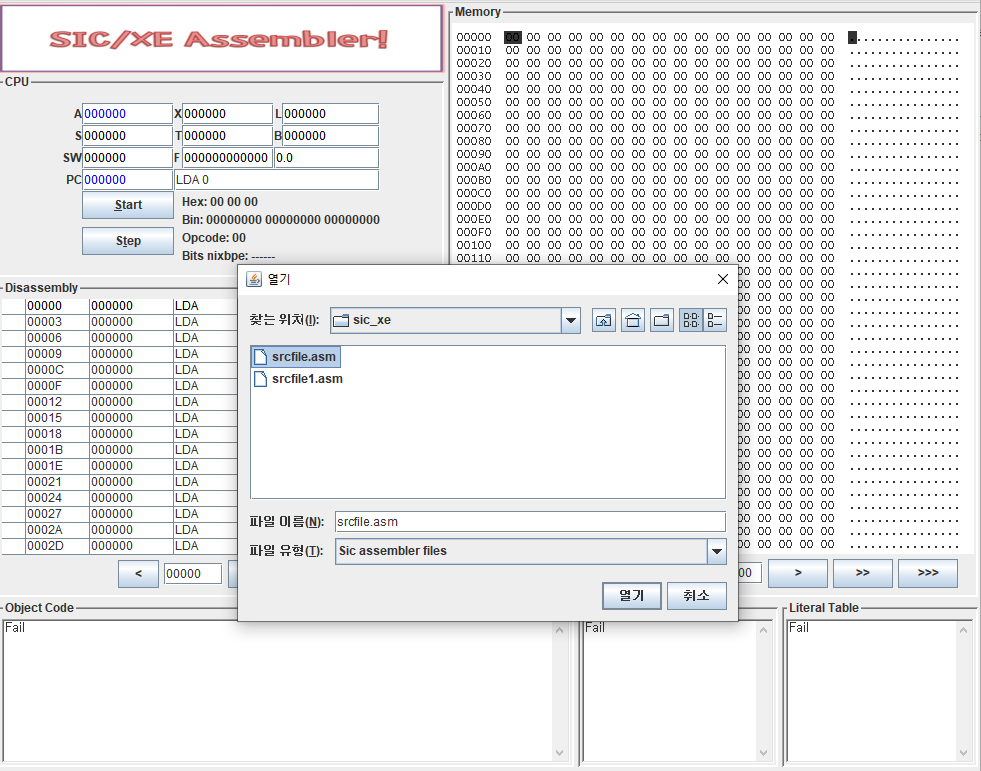 SIC/XE Assembler!
CPU
A 000000 X 000000 L 000000
S 000000 T 000000 B 000000
SW 000000 F 000000000000 0.0
PC 000000 LDA 0
Start
Hex: 00 00 00
Bin: 00000000 00000000 00000000
Step
Opcode: 00
Bits nixbpe: ------
Memory
00000 00 00 00 00 00 00 00 00 00 00 00 00 00 00 00 00 ................
00010 00 00 00 00 00 00 00 00 00 00 00 00 00 00 00 00 ................
00020 00 00 00 00 00 00 00 00 00 00 00 00 00 00 00 00 ................
00030 00 00 00 00 00 00 00 00 00 00 00 00 00 00 00 00 ................
00040 00 00 00 00 00 00 00 00 00 00 00 00 00 00 00 00 ................
00050 00 00 00 00 00 00 00 00 00 00 00 00 00 00 00 00 ................
00060 00 00 00 00 00 00 00 00 00 00 00 00 00 00 00 00 ................
00070 00 00 00 00 00 00 00 00 00 00 00 00 00 00 00 00 ................
00080 00 00 00 00 00 00 00 00 00 00 00 00 00 00 00 00 ................
00090 00 00 00 00 00 00 00 00 00 00 00 00 00 00 00 00 ................
000A0 00 00 00 00 00 00 00 00 00 00 00 00 00 00 00 00 ................
000B0 00 00 00 00 00 00 00 00 00 00 00 00 00 00 00 00 ................
000C0 00 00 00 00 00 00 00 00 00 00 00 00 00 00 00 00 ................
000D0 00 00 00 00 00 00 00 00 00 00 00 00 00 00 00 00 ................
000E0 00 00 00 00 00 00 00 00 00 00 00 00 00 00 00 00 ................
000F0 00 00 00 00 00 00 00 00 00 00 00 00 00 00 00 00 ................
00100 00 00 00 00 00 00 00 00 00 00 00 00 00 00 00 00 ................
00110 00 00 00 00 00 00 00 00 00 00 00 00 00 00 00 00 ................
Disassembly
00000 000000 LDA
00003 000000 LDA
00006 000000 LDA
00009 000000 LDA
0000C 000000 LDA
0000F 000000 LDA
00012 000000 LDA
00015 000000 LDA
00018 000000 LDA
0001B 000000 LDA
0001E 000000 LDA
00021 000000 LDA
00024 000000 LDA
00027 000000 LDA
0002A 000000 LDA
0002D 000000 LDA
< 00000
열기
찾는 위치(I): sic_xe
srcfile.asm
srcfile1.asm
파일 이름(N): srcfile.asm
파일 유형(T): Sic assembler files
열기 취소
00 > >> >>>
Object Code
Fail
Fail
Literal Table
Fail